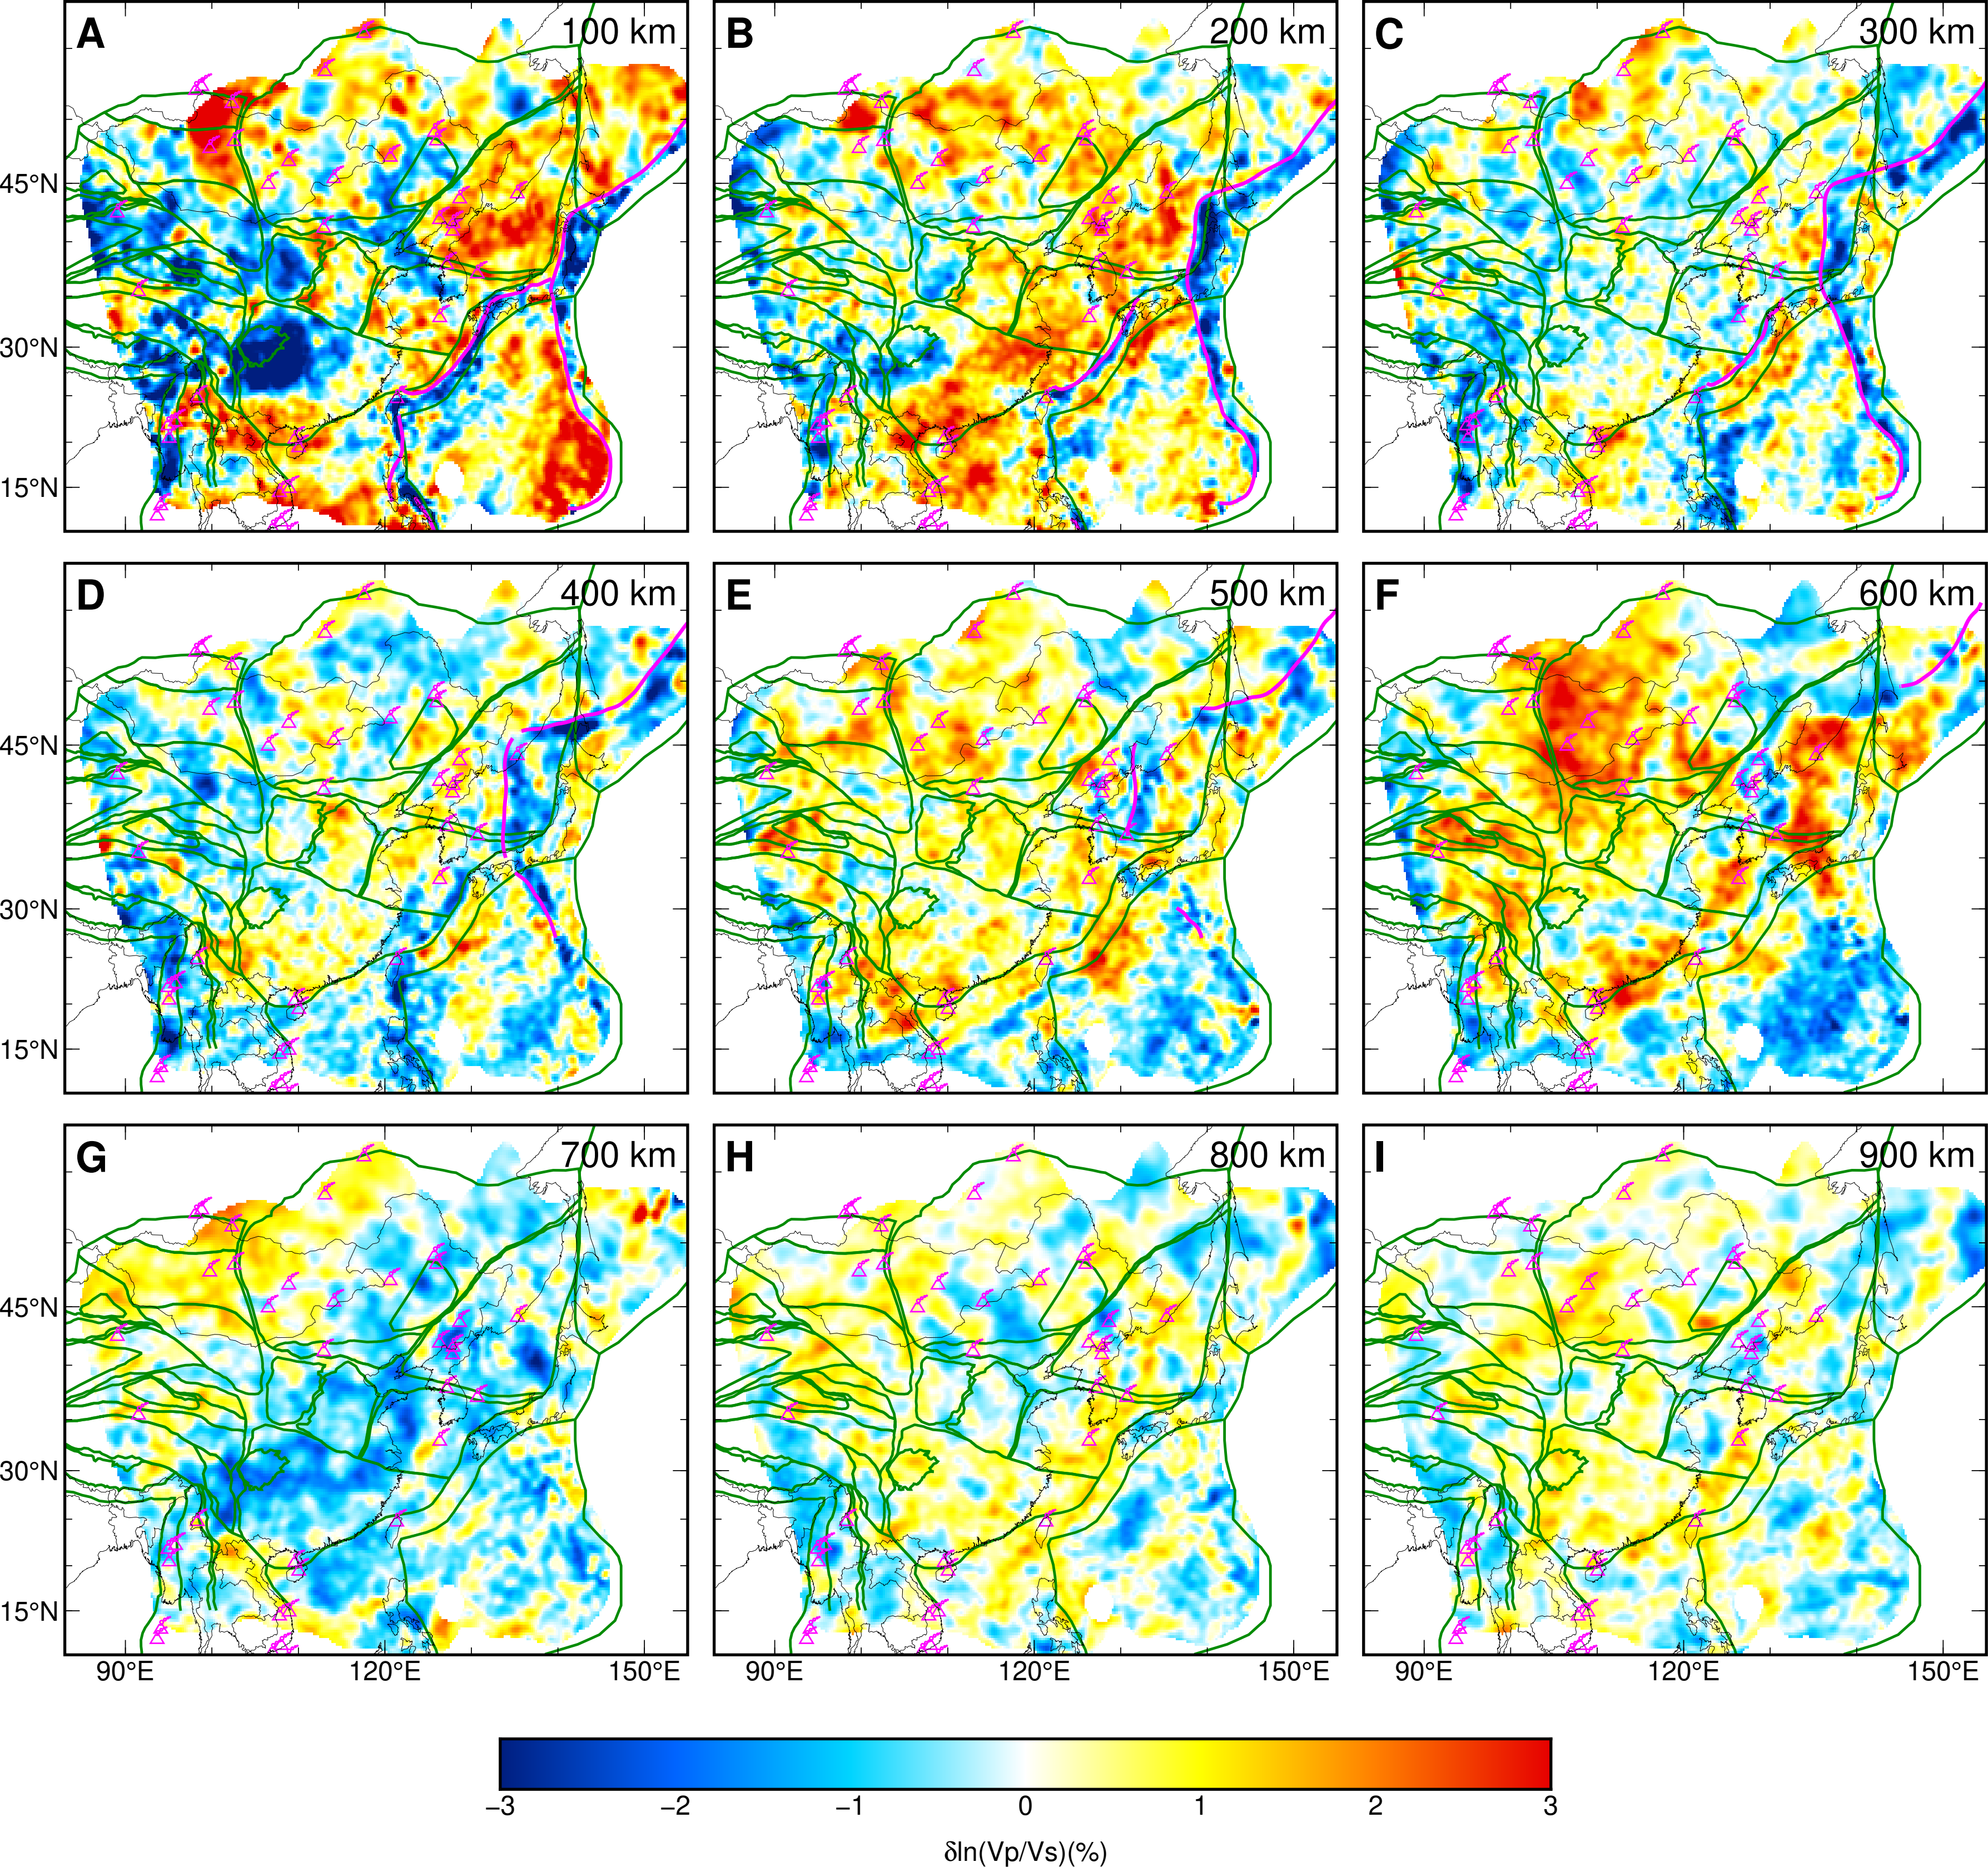 A 100 km
B 200 km
C 300 km
45°N
30°N
15°N
D 400 km
E 500 km
F 600 km
45°N
30°N
15°N
G 700 km
H 800 km
I 900 km
45°N
30°N
15°N
90°E 120°E 150°E
90°E 120°E 150°E
90°E 120°E 150°E
−3 −2 −1 0 1 2 3
δln(Vp/Vs)(%)